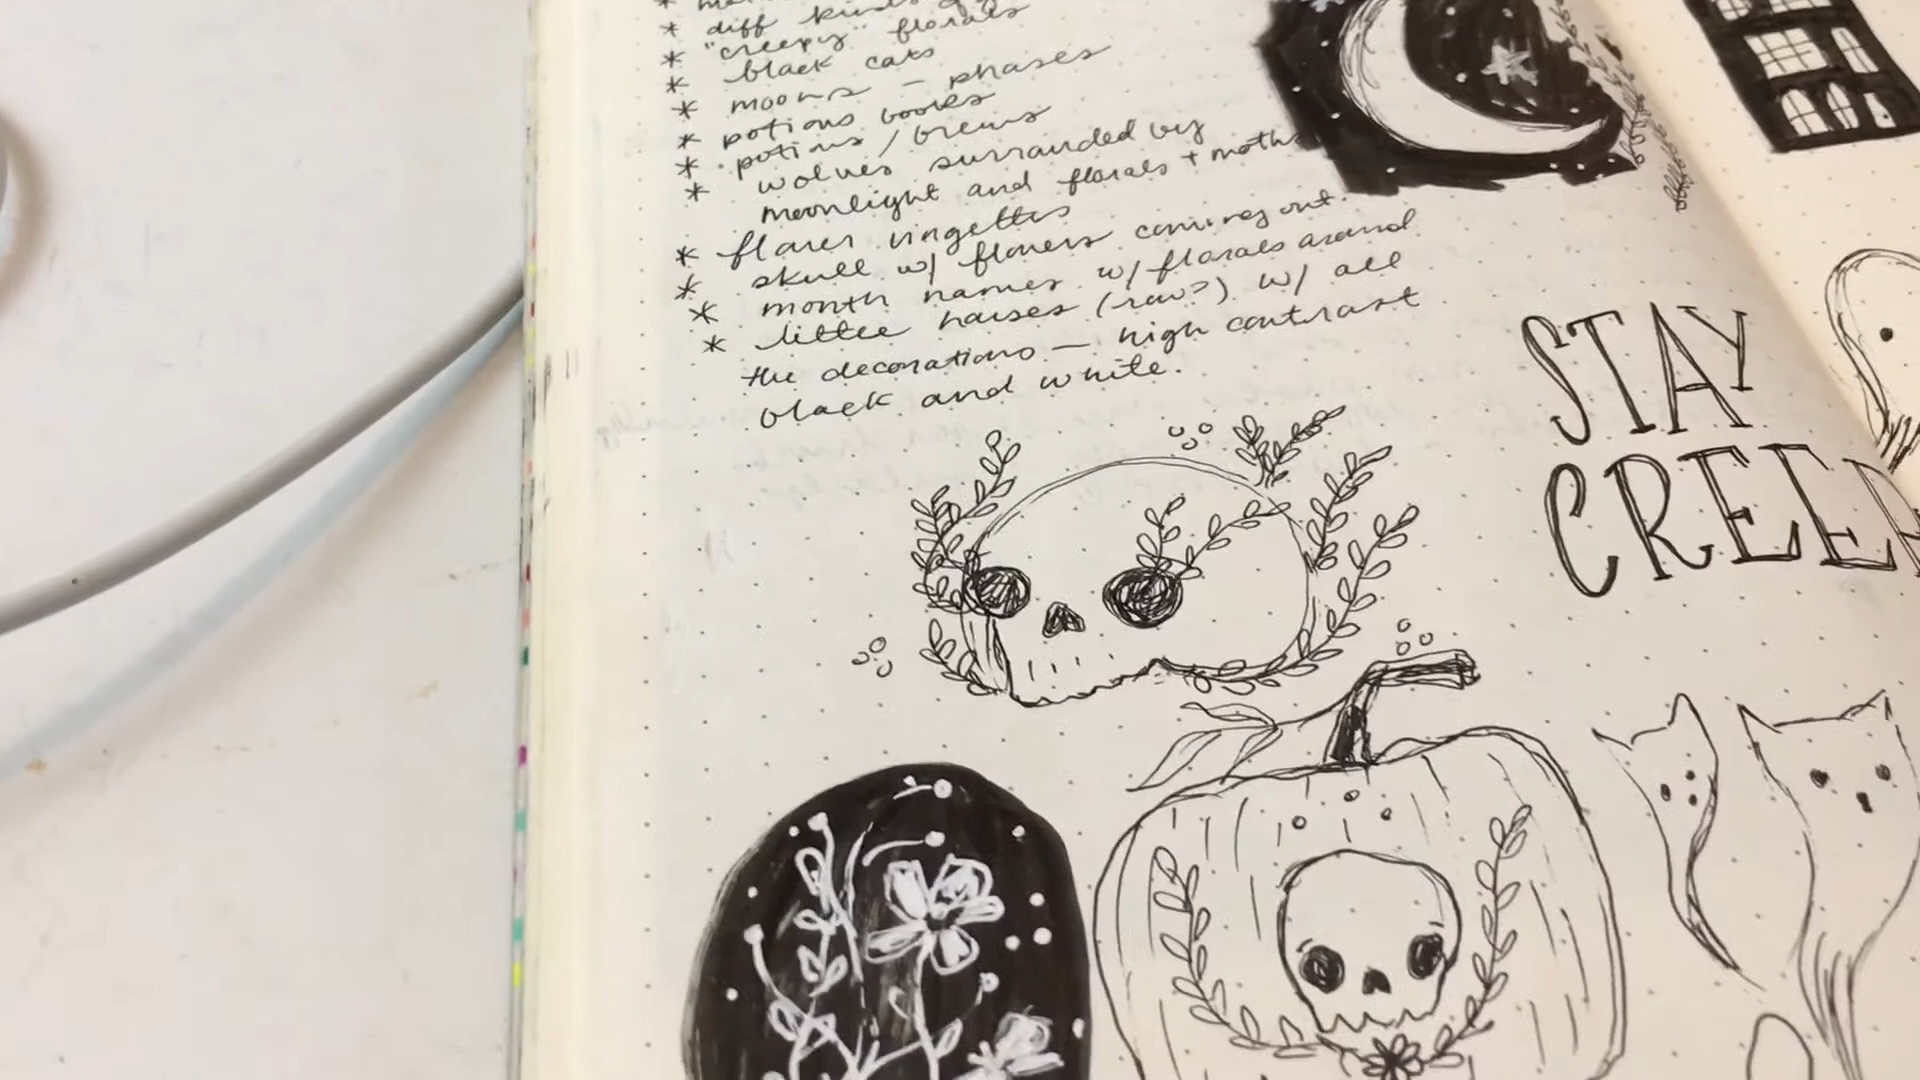 * diff kinds of
* "creepy" florals
* black cats
* moons - phases
* potions books
* potions / brews
* wolves surrounded by
moonlight and florals + moths
* flower vingettes
* skull w/ flowers coming out.
* month names w/ florals around
* little houses (row?) w/ all
the decorations — high contrast
black and white.
STAY
CREEP